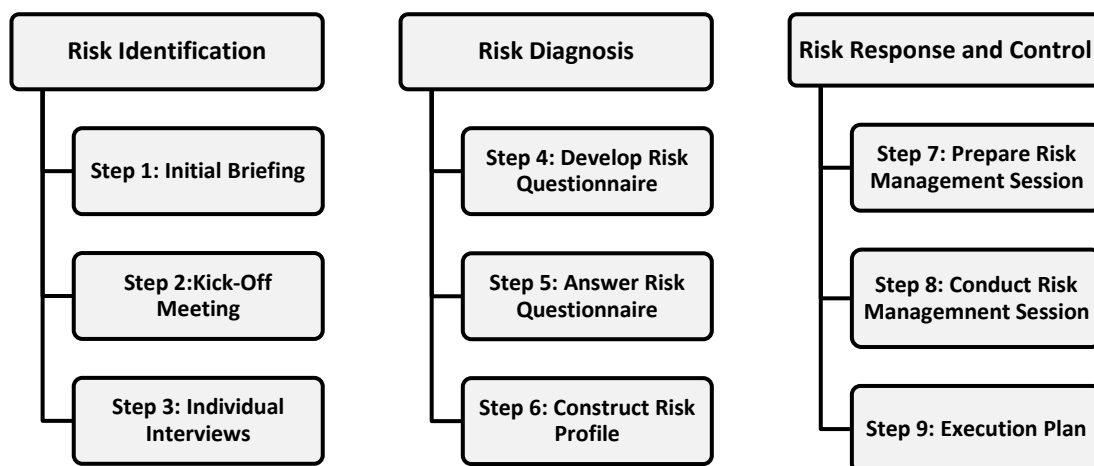 Risk Identification
Step 1: Initial Briefing
Step 2:Kick-Off
Meeting
Step 3: Individual
Interviews
Risk Diagnosis
Step 4: Develop Risk
Questionnaire
Step 5: Answer Risk
Questionnaire
Step 6: Construct Risk
Profile
Risk Response and Control
Step 7: Prepare Risk
Management Session
Step 8: Conduct Risk
Managemnnent Session
Step 9: Execution Plan